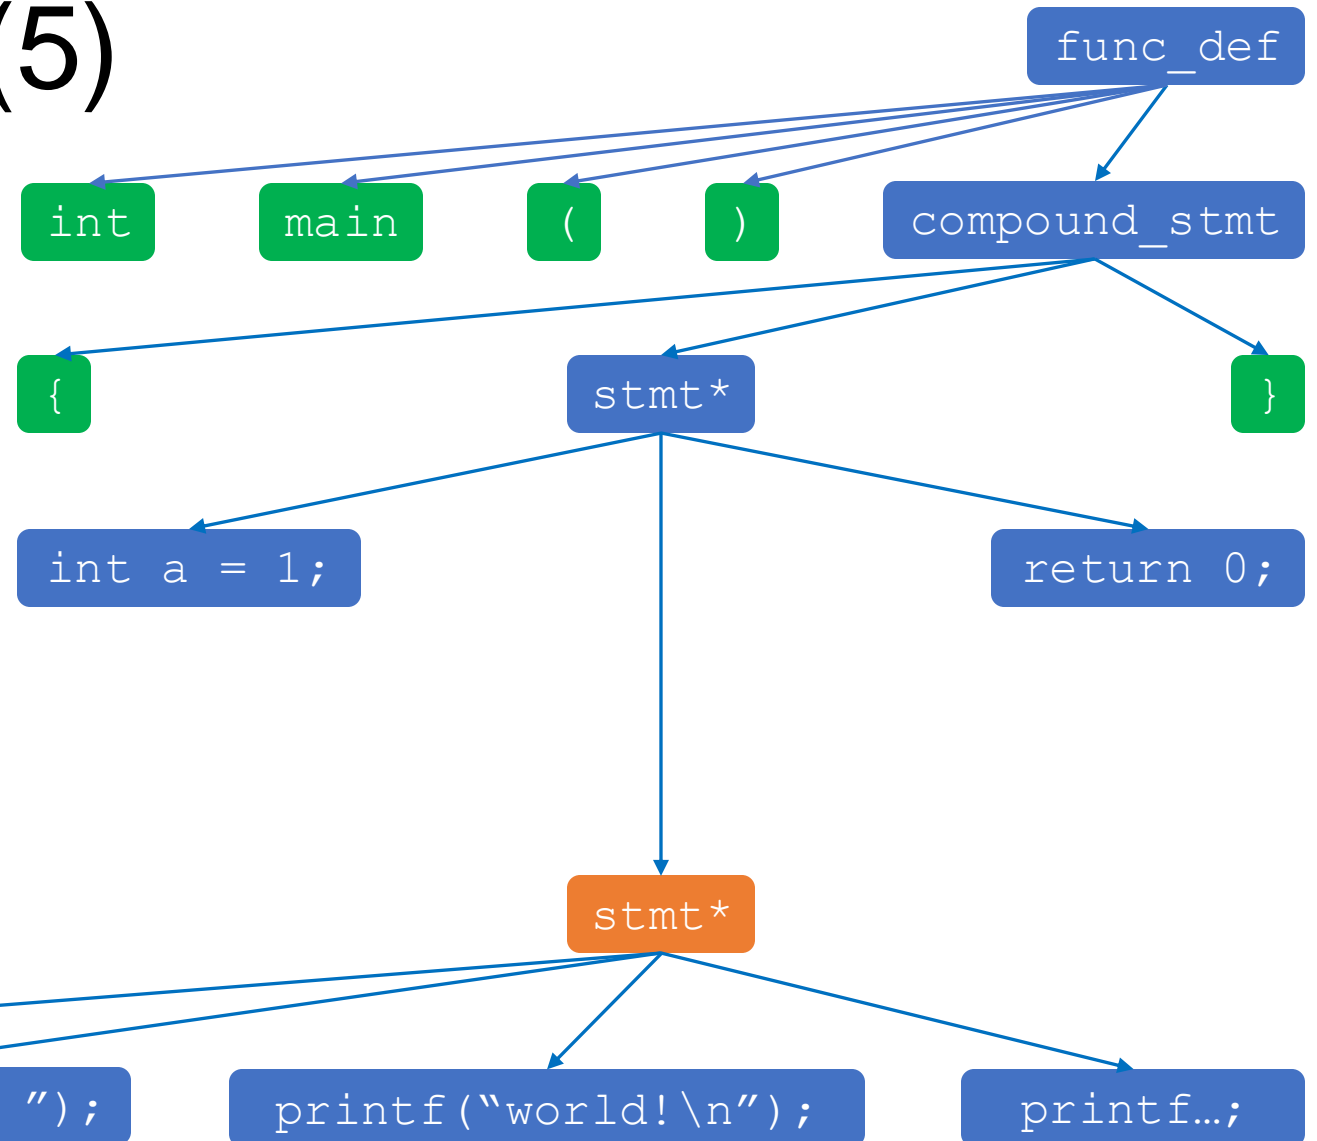 (5)
func_def
int
main
(
)
compound_stmt
{
stmt*
}
int a = 1;
return 0;
stmt*
”);
printf(“world!\n”);
printf…;